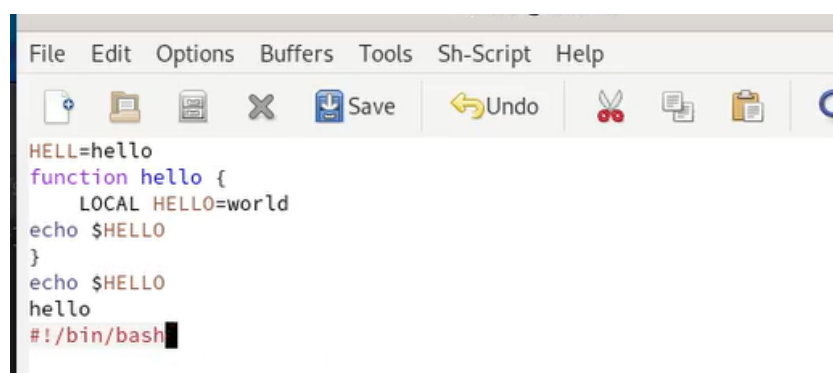 File Edit Options Buffers Tools Sh-Script Help
Save Undo
HELL=hello
function hello {
    LOCAL HELLO=world
echo $HELLO
}
echo $HELLO
hello
#!/bin/bash